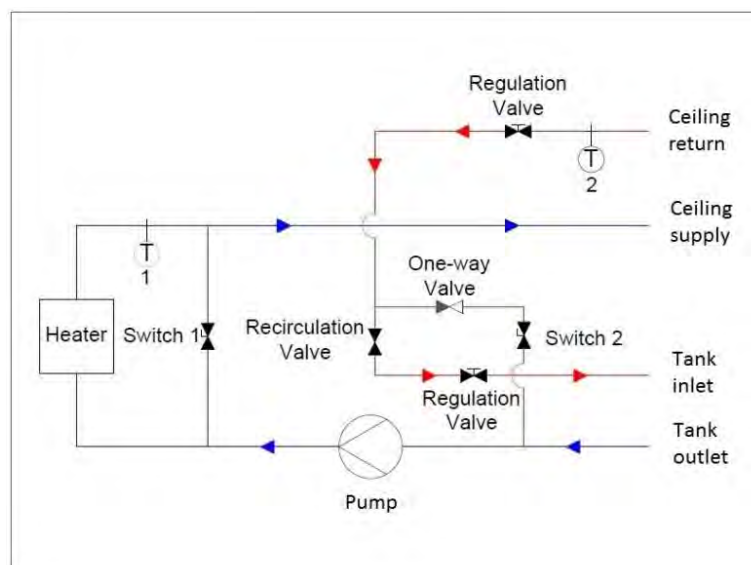 Regulation
Valve
Ceiling
return
T
2
Ceiling
supply
T
1
One-way
Valve
Heater
Switch 1
Recirculation
Valve
Switch 2
Tank
inlet
Regulation
Valve
Tank
outlet
Pump